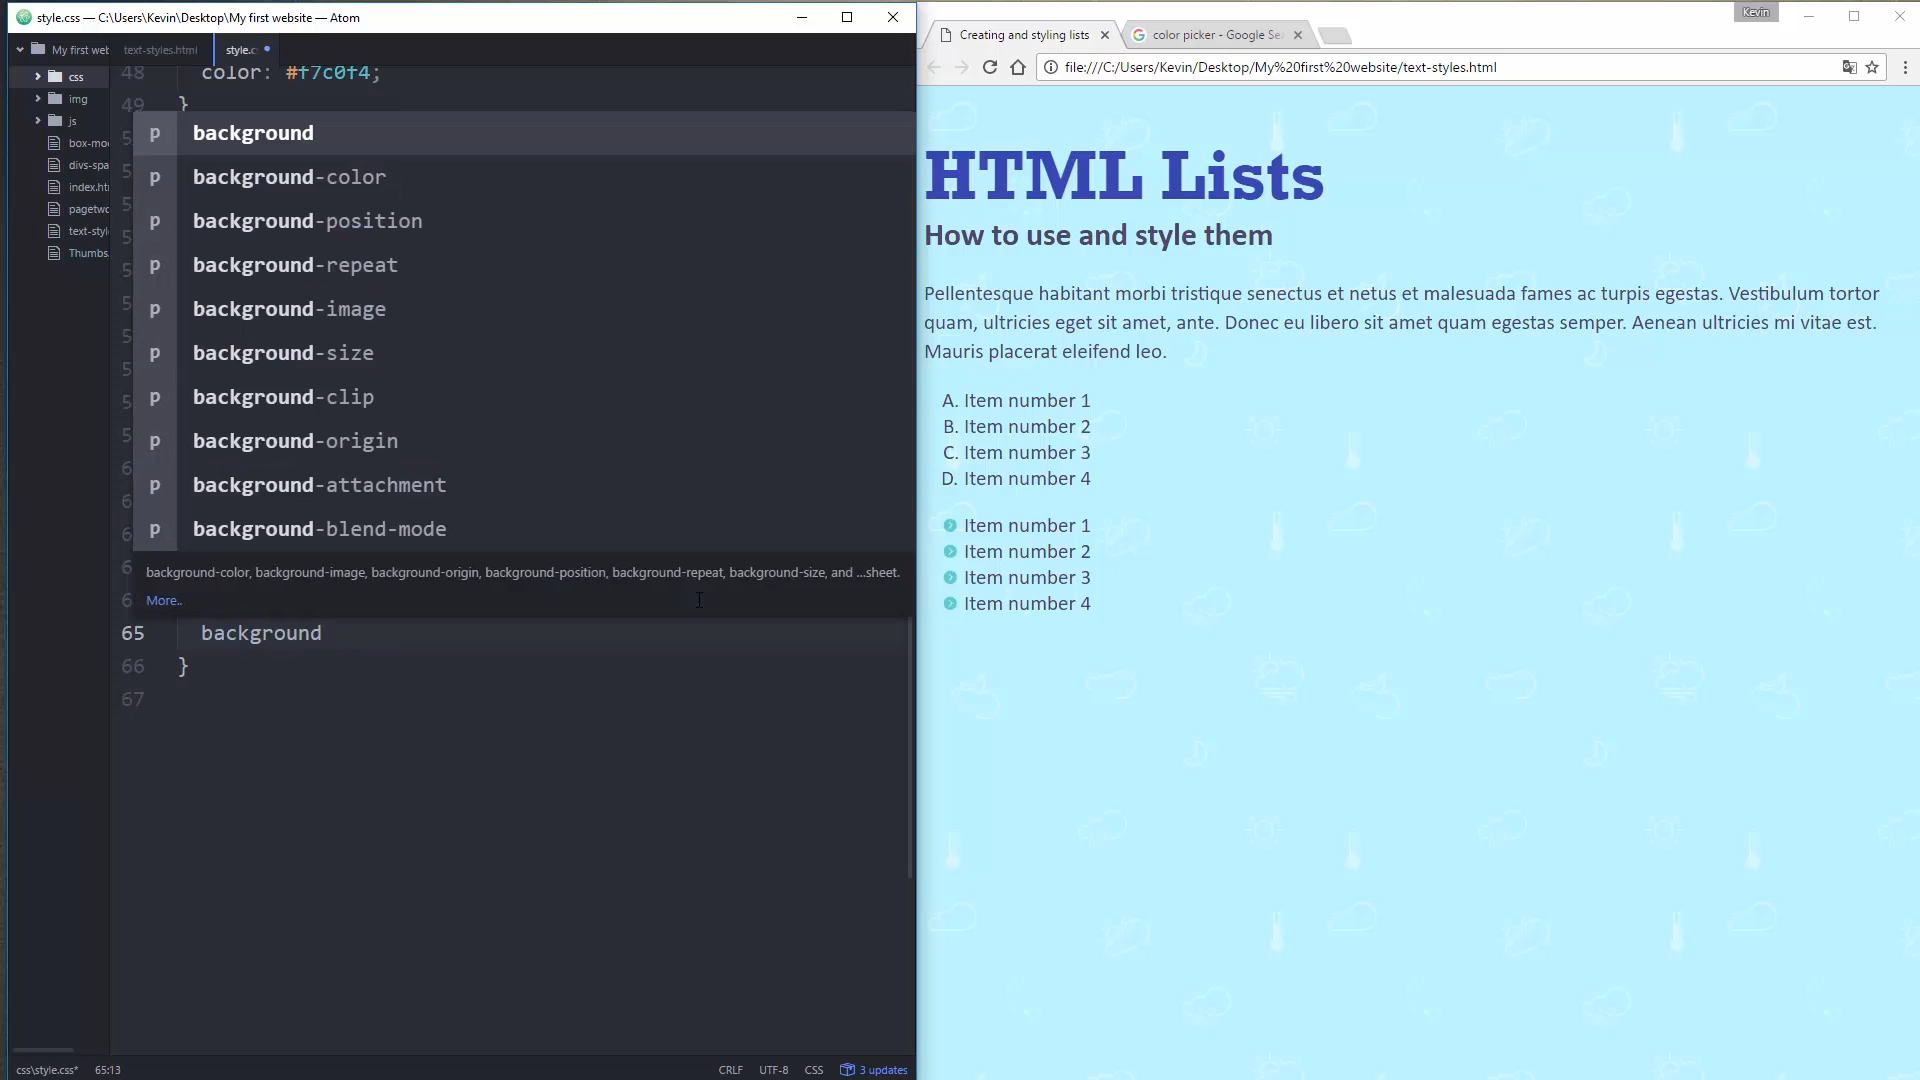 style.css — C:\Users\Kevin\Desktop\My first website — Atom
My first web
text-styles.html
style.c
css
img
js
box-mo
divs-spa
index.ht
pagetwo
text-styl
Thumbs.
48 color: #f7c0f4;
49 }
p background
p background-color
p background-position
p background-repeat
p background-image
p background-size
p background-clip
p background-origin
p background-attachment
p background-blend-mode
background-color, background-image, background-origin, background-position, background-repeat, background-size, and ...sheet.
More..
65 background
66 }
67
css\style.css* 65:13 CRLF UTF-8 CSS 3 updates
Kevin
Creating and styling lists
color picker - Google Sea
file:///C:/Users/Kevin/Desktop/My%20first%20website/text-styles.html
HTML Lists
How to use and style them
Pellentesque habitant morbi tristique senectus et netus et malesuada fames ac turpis egestas. Vestibulum tortor
quam, ultricies eget sit amet, ante. Donec eu libero sit amet quam egestas semper. Aenean ultricies mi vitae est.
Mauris placerat eleifend leo.
A. Item number 1
B. Item number 2
C. Item number 3
D. Item number 4
Item number 1
Item number 2
Item number 3
Item number 4